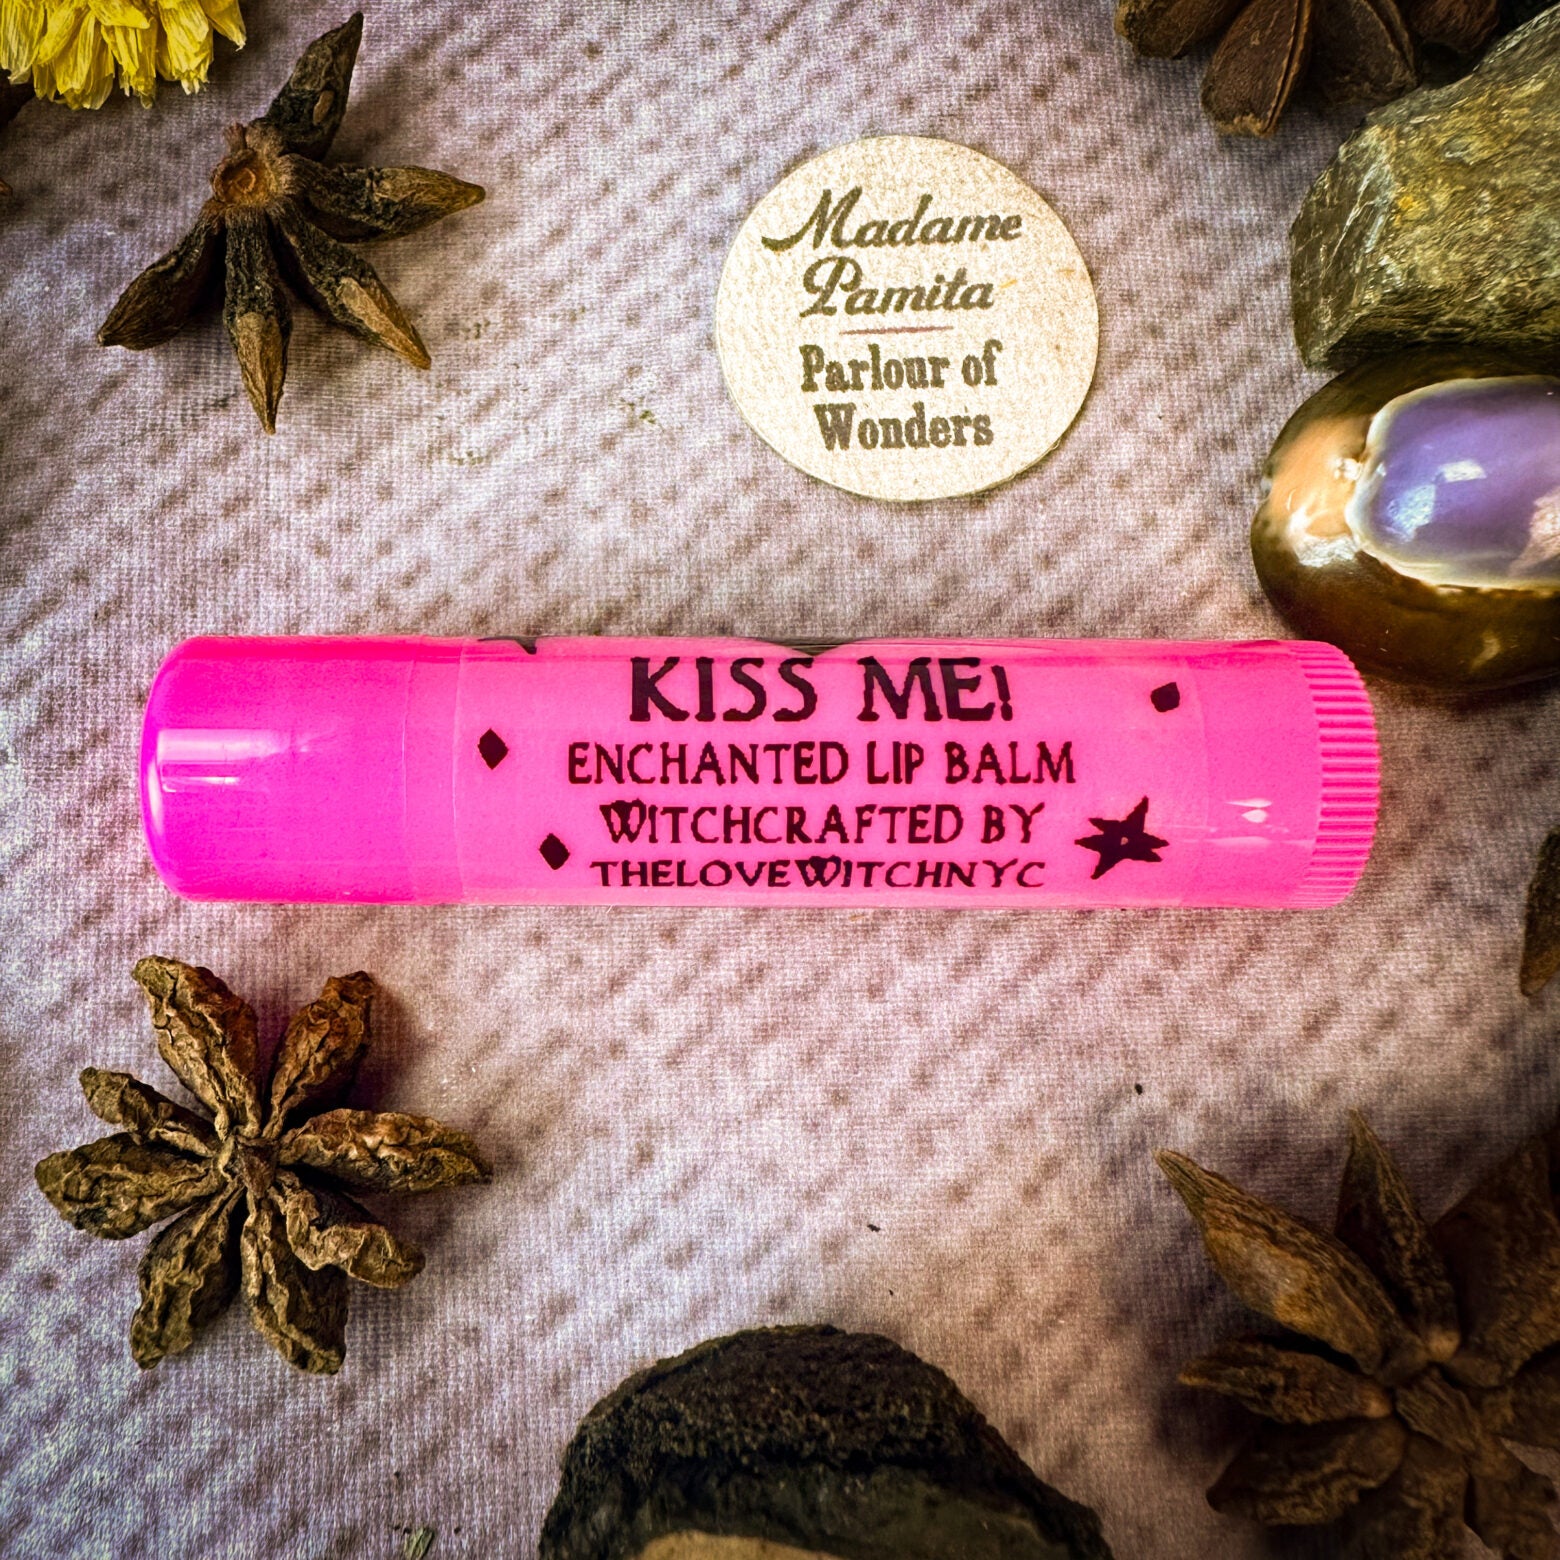 Madame
Pamita
Parlour of
Wonders
KISS ME!
ENCHANTED LIP BALM
WITCHCRAFTED BY
THELOVEWITCHNYC